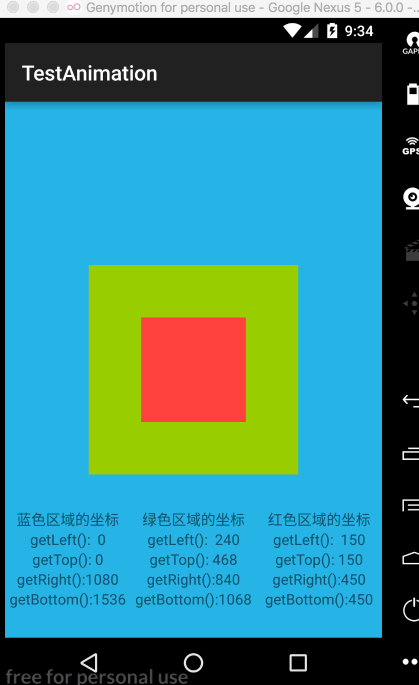 Genymotion for personal use - Google Nexus 5 - 6.0.0 -...
9:34
TestAnimation
GAP
GPS
蓝色区域的坐标 绿色区域的坐标 红色区域的坐标
getLeft(): 0 getLeft(): 240 getLeft(): 150
getTop(): 0 getTop(): 468 getTop(): 150
getRight():1080 getRight():840 getRight():450
getBottom():1536 getBottom():1068 getBottom():450
free for personal use